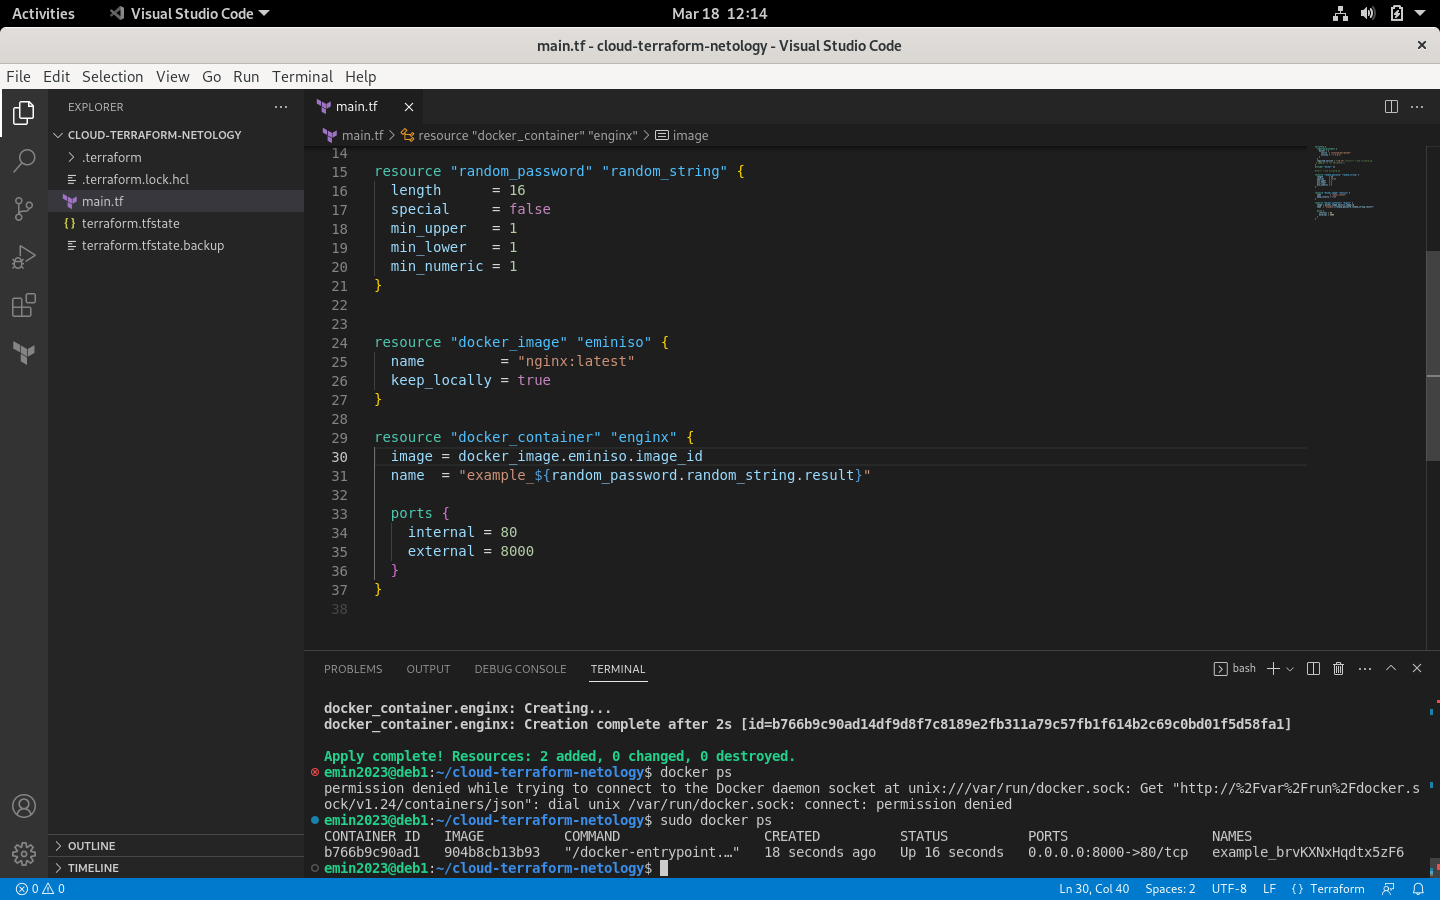 Activities Visual Studio Code Mar 18 12:14
main.tf - cloud-terraform-netology - Visual Studio Code
File Edit Selection View Go Run Terminal Help
EXPLORER
CLOUD-TERRAFORM-NETOLOGY
.terraform
.terraform.lock.hcl
main.tf
{} terraform.tfstate
terraform.tfstate.backup
OUTLINE
TIMELINE
main.tf
main.tf > resource "docker_container" "enginx" > image
14
15 resource "random_password" "random_string" {
16 length      = 16
17 special     = false
18 min_upper   = 1
19 min_lower   = 1
20 min_numeric = 1
21 }
22
23
24 resource "docker_image" "eminiso" {
25 name         = "nginx:latest"
26 keep_locally = true
27 }
28
29 resource "docker_container" "enginx" {
30 image = docker_image.eminiso.image_id
31 name  = "example_${random_password.random_string.result}"
32
33 ports {
34 internal = 80
35 external = 8000
36 }
37 }
38
PROBLEMS OUTPUT DEBUG CONSOLE TERMINAL bash
docker_container.enginx: Creating...
docker_container.enginx: Creation complete after 2s [id=b766b9c90ad14df9d8f7c8189e2fb311a79c57fb1f614b2c69c0bd01f5d58fa1]
Apply complete! Resources: 2 added, 0 changed, 0 destroyed.
emin2023@deb1:~/cloud-terraform-netology$ docker ps
permission denied while trying to connect to the Docker daemon socket at unix:///var/run/docker.sock: Get "http://%2Fvar%2Frun%2Fdocker.s
ock/v1.24/containers/json": dial unix /var/run/docker.sock: connect: permission denied
emin2023@deb1:~/cloud-terraform-netology$ sudo docker ps
CONTAINER ID   IMAGE          COMMAND                  CREATED          STATUS          PORTS                  NAMES
b766b9c90ad1   904b8cb13b93   "/docker-entrypoint.…"   18 seconds ago   Up 16 seconds   0.0.0.0:8000->80/tcp   example_brvKXNxHqdtx5zF6
emin2023@deb1:~/cloud-terraform-netology$
0 0 Ln 30, Col 40 Spaces: 2 UTF-8 LF {} Terraform